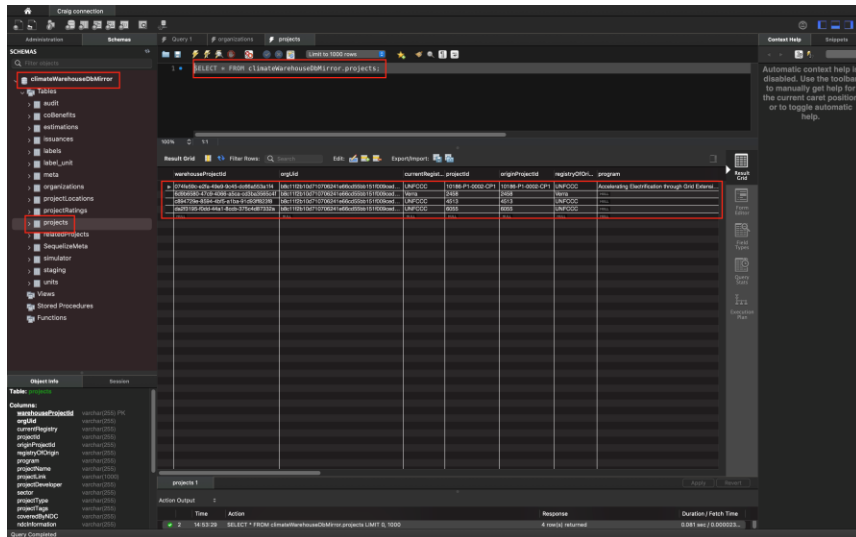 Craig connection
Administration Schemas
Query 1 organizations projects
Context Help Snippets
SCHEMAS
Filter objects
Limit to 1000 rows
climateWarehouseDbMirror
Tables
audit
coBenefits
estimations
issuances
labels
label_unit
meta
organizations
projectLocations
projectRatings
projects
relatedProjects
SequelizeMeta
simulator
staging
units
Views
Stored Procedures
Functions
1 SELECT * FROM climateWarehouseDbMirror.projects;
Automatic context help is
disabled. Use the toolbar
to manually get help for
the current caret position
or to toggle automatic
help.
100% 1:1
Result Grid Filter Rows: Search Edit: Export/Import:
warehouseProjectId orgUid currentRegist... projectId originProjectId registryOfOri... program
UNFCCC 10186-P1-0002-CP1 10186-P1-0002-CP1 UNFCCC Accelerating Electrification through Grid Extensi...
Verra 2458 2458 Verra
UNFCCC 4513 4513 UNFCCC
UNFCCC 6055 6055 UNFCCC
Result
Grid
Form
Editor
Field
Types
Query
Stats
Execution
Plan
Object Info Session
Table: projects
Columns:
warehouseProjectId varchar(255) PK
orgUid varchar(255)
currentRegistry varchar(255)
projectId varchar(255)
originProjectId varchar(255)
registryOfOrigin varchar(255)
program varchar(255)
projectName varchar(255)
projectLink varchar(1000)
projectDeveloper varchar(255)
sector varchar(255)
projectType varchar(255)
projectTags varchar(255)
coveredByNDC varchar(255)
ndcInformation varchar(255)
projects 1 Apply Revert
Action Output
Time Action Response Duration / Fetch Time
2 14:53:29 SELECT * FROM climateWarehouseDbMirror.projects LIMIT 0, 1000 4 row(s) returned 0.081 sec / 0.000023...
Query Completed